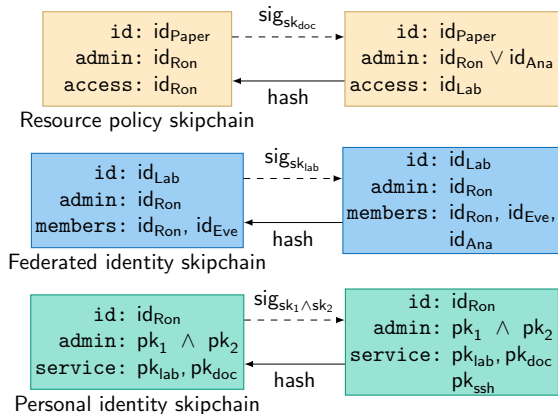 id: id_Paper
admin: id_Ron
access: id_Ron
sig_sk_doc
hash
id: id_Paper
admin: id_Ron ∨ id_Ana
access: id_Lab
Resource policy skipchain
id: id_Lab
admin: id_Ron
members: id_Ron, id_Eve
sig_sk_lab
hash
id: id_Lab
admin: id_Ron
members: id_Ron, id_Eve,
id_Ana
Federated identity skipchain
id: id_Ron
admin: pk_1 ∧ pk_2
service: pk_lab, pk_doc
sig_sk_1∧sk_2
hash
id: id_Ron
admin: pk_1 ∧ pk_2
service: pk_lab, pk_doc
pk_ssh
Personal identity skipchain